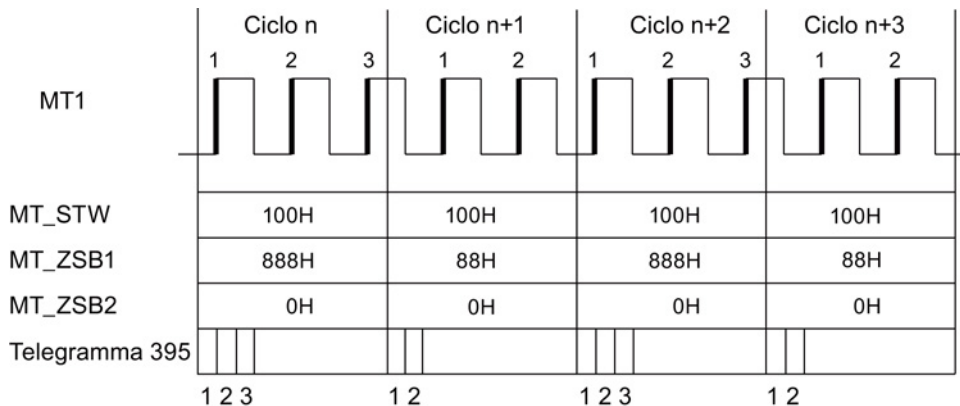 Ciclo n Ciclo n+1 Ciclo n+2 Ciclo n+3
1 2 3 1 2 1 2 3 1 2
MT1
MT_STW 100H 100H 100H 100H
MT_ZSB1 888H 88H 888H 88H
MT_ZSB2 0H 0H 0H 0H
Telegramma 395
1 2 3 1 2 1 2 3 1 2